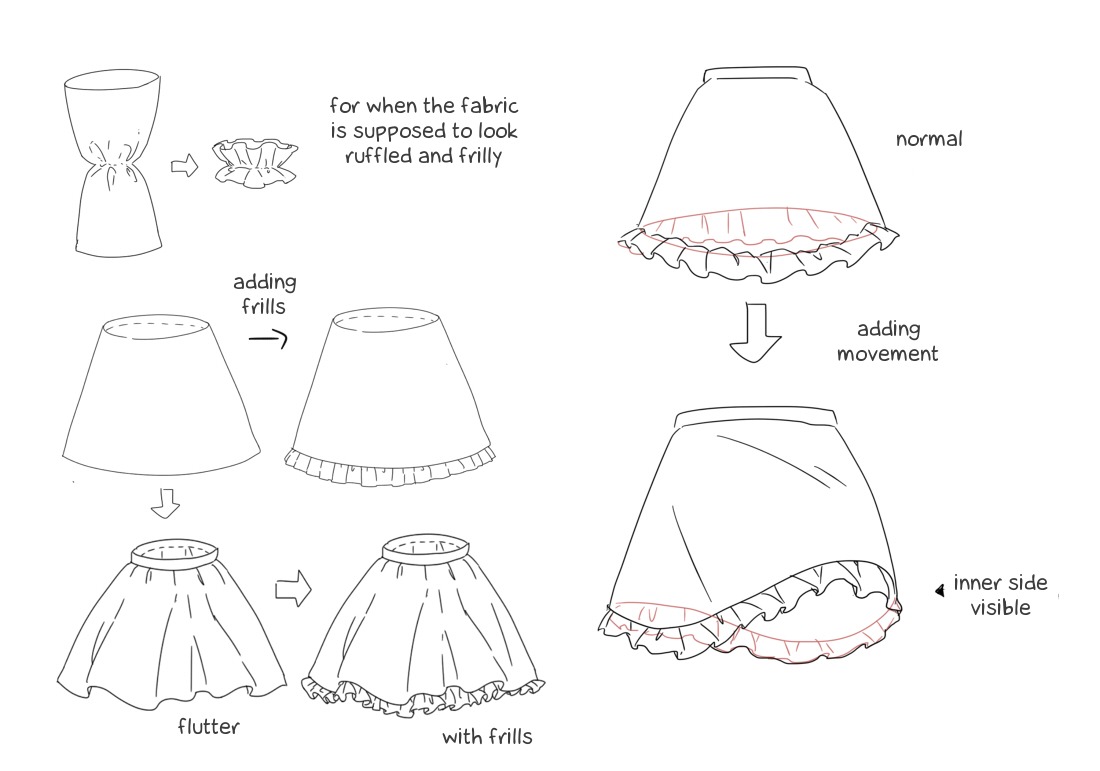 for when the fabric
is supposed to look
ruffled and frilly
adding
frills
flutter
with frills
normal
adding
movement
inner side
visible